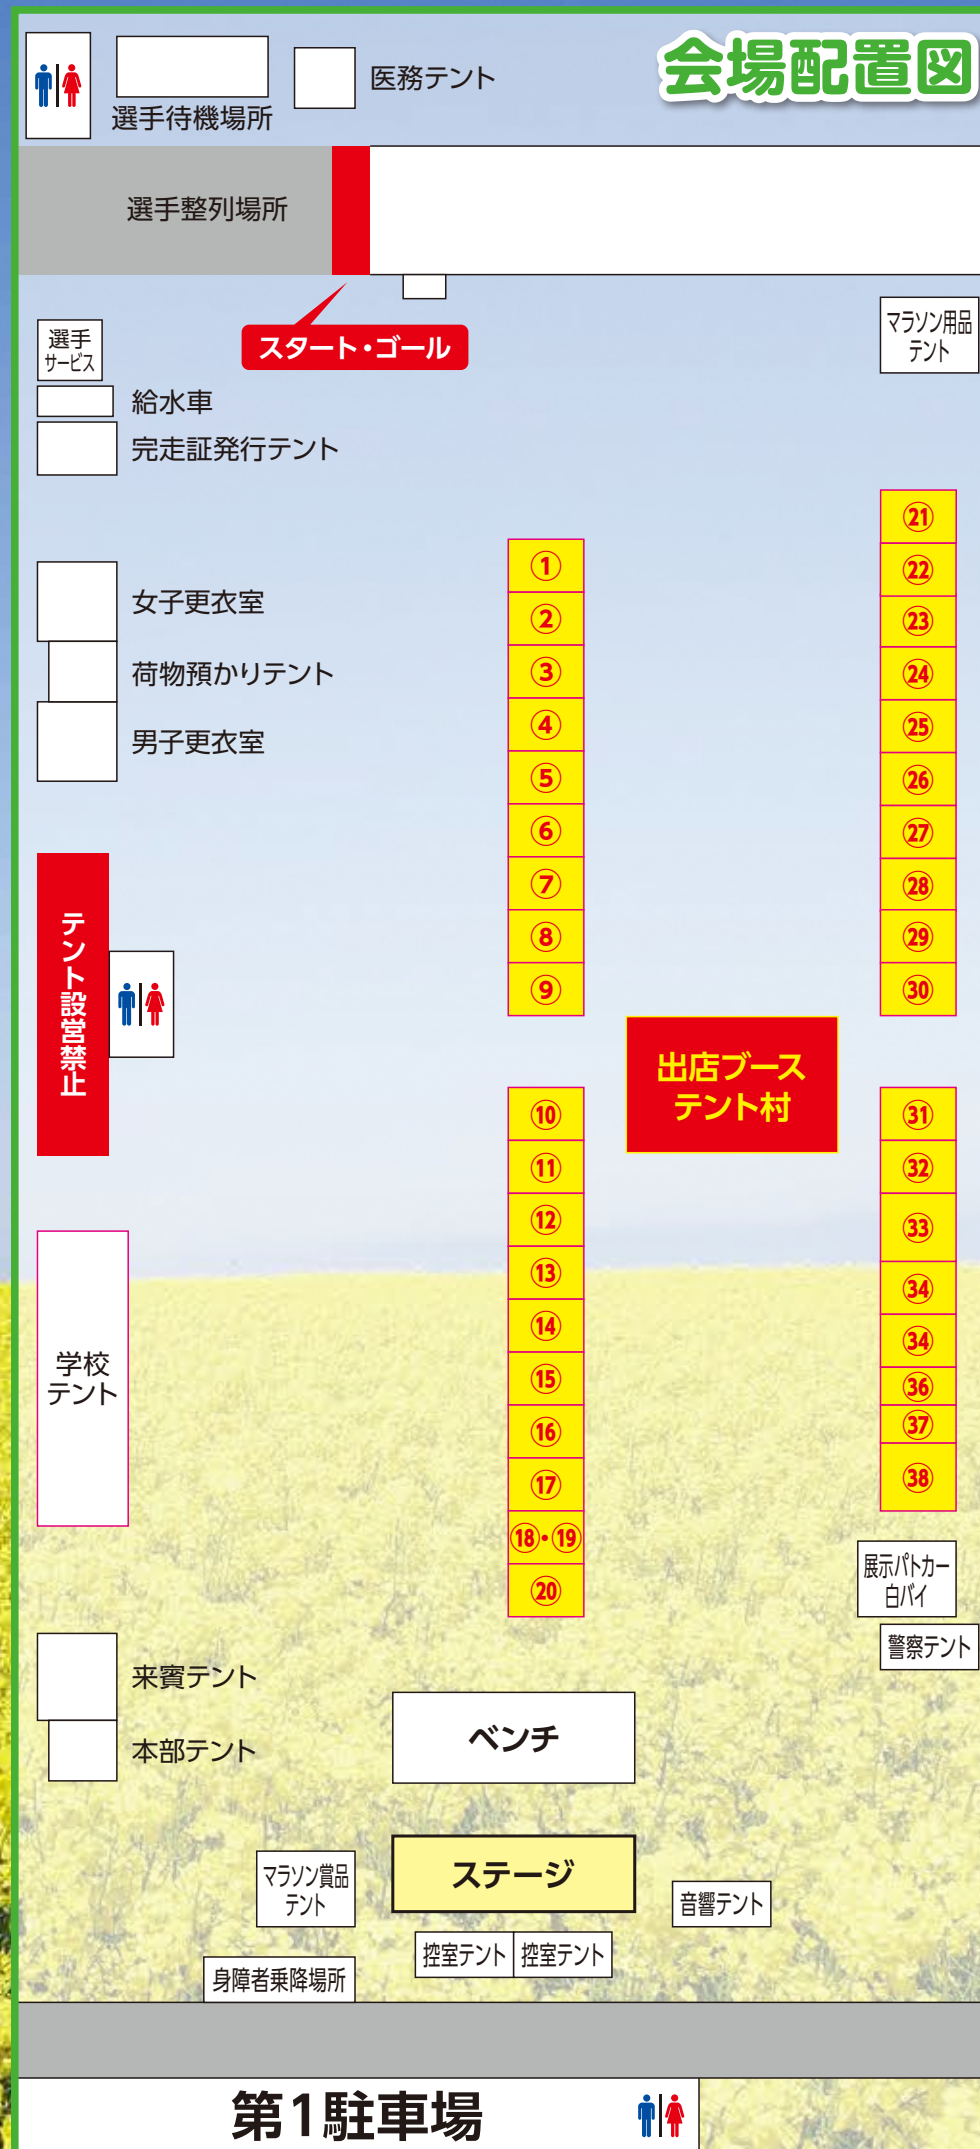 会場配置図
医務テント
選手待機場所
選手整列場所
スタート・ゴール
選手
サービス
給水車
完走証発行テント
マラソン用品
テント
女子更衣室
荷物預かりテント
男子更衣室
テント設営禁止
①
②
③
④
⑤
⑥
⑦
⑧
⑨
㉑
㉒
㉓
㉔
㉕
㉖
㉗
㉘
㉙
㉚
出店ブース
テント村
⑩
⑪
⑫
⑬
⑭
⑮
⑯
⑰
⑱・⑲
⑳
㉛
㉜
㉝
㉞
㉞
㊱
㊲
㊳
学校
テント
展示パトカー
白バイ
警察テント
来賓テント
本部テント
ベンチ
ステージ
マラソン賞品
テント
音響テント
控室テント
控室テント
身障者乗降場所
第1駐車場